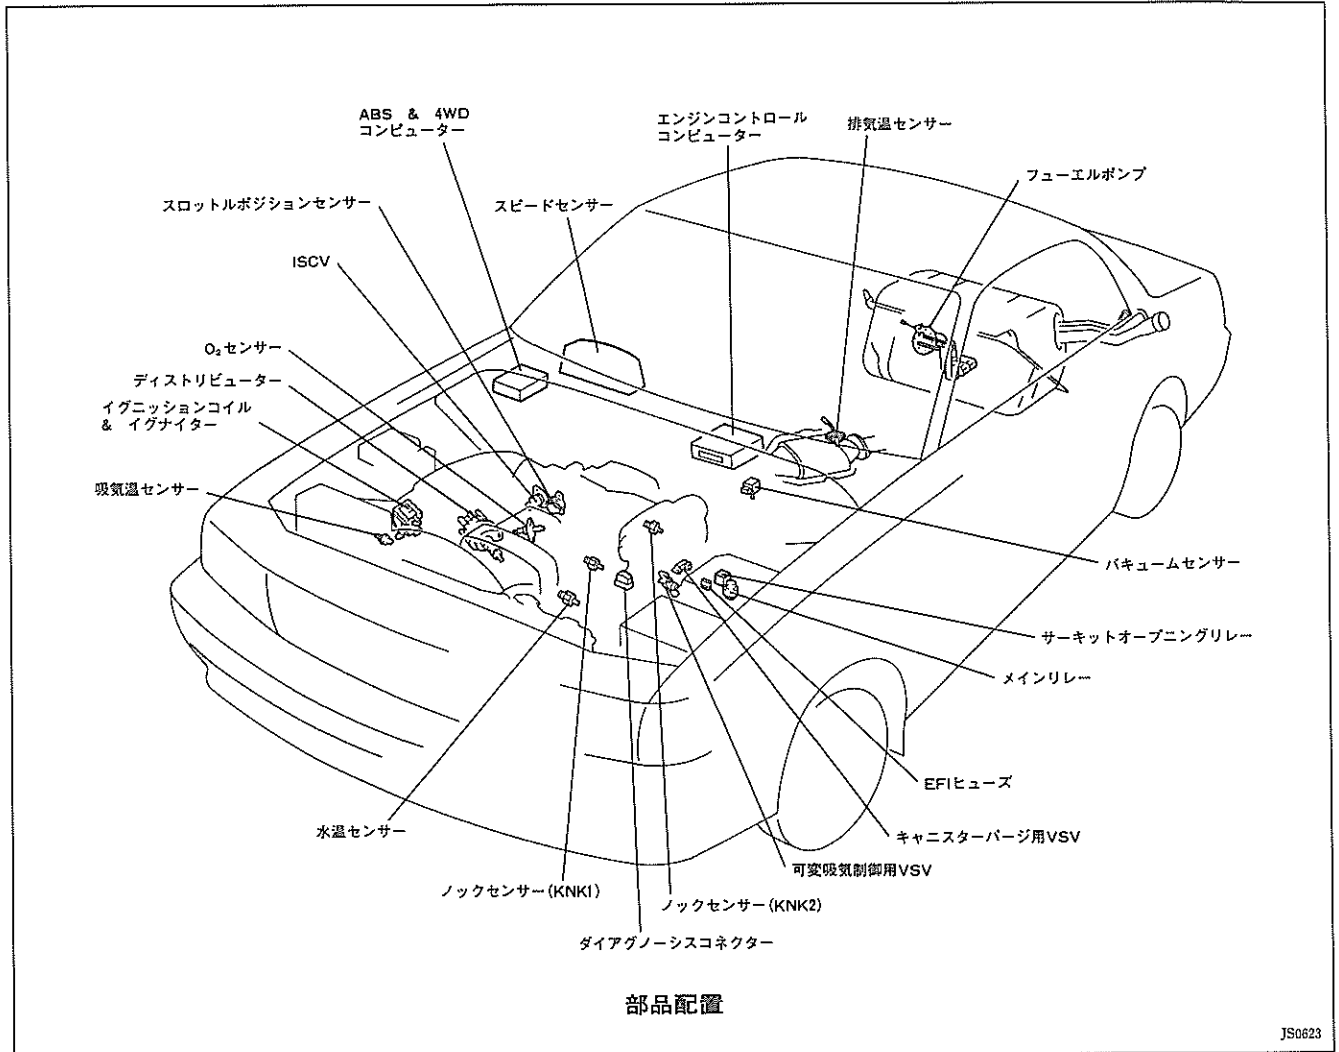 ABS & 4WD
コンピューター
エンジンコントロール
コンピューター
排気温センサー
フューエルポンプ
スロットルポジションセンサー
スピードセンサー
ISCV
O₂センサー
ディストリビューター
イグニッションコイル
& イグナイター
吸気温センサー
バキュームセンサー
サーキットオープニングリレー
メインリレー
EFIヒューズ
キャニスターパージ用VSV
可変吸気制御用VSV
水温センサー
ノックセンサー(KNK1)
ノックセンサー(KNK2)
ダイアグノーシスコネクター
部品配置
JS0623